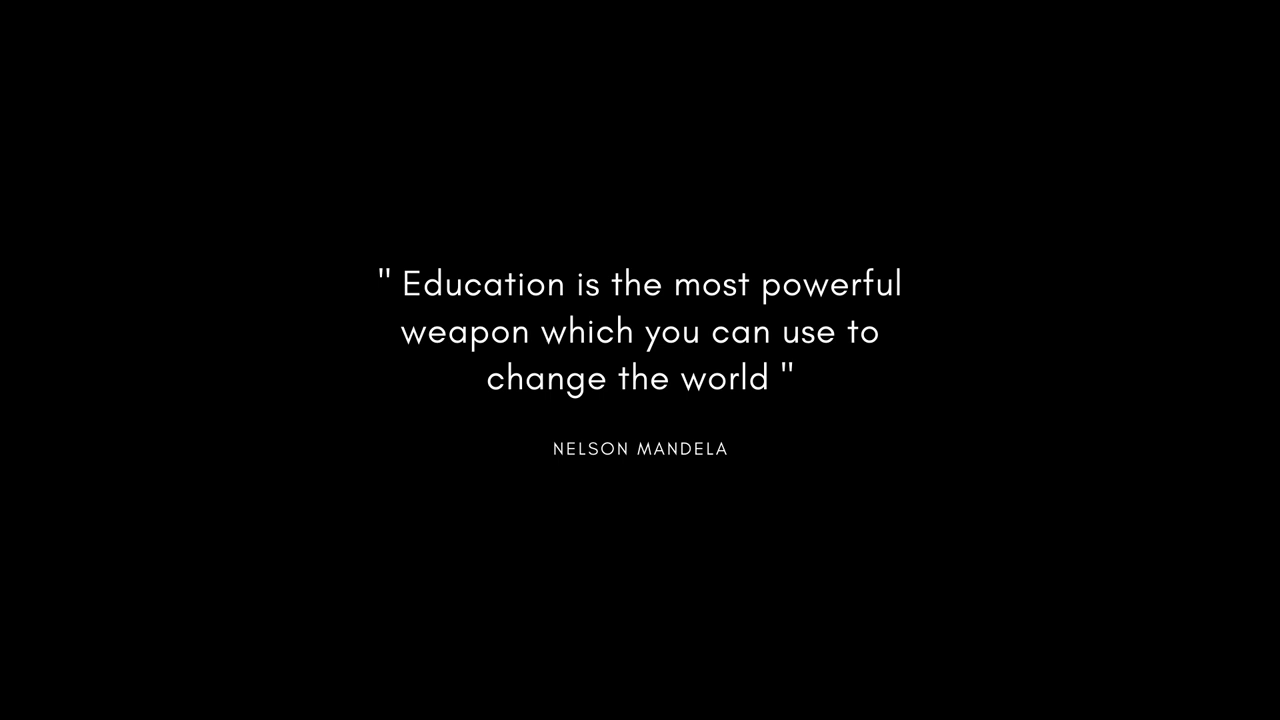 " Education is the most powerful
weapon which you can use to
change the world "
NELSON MANDELA